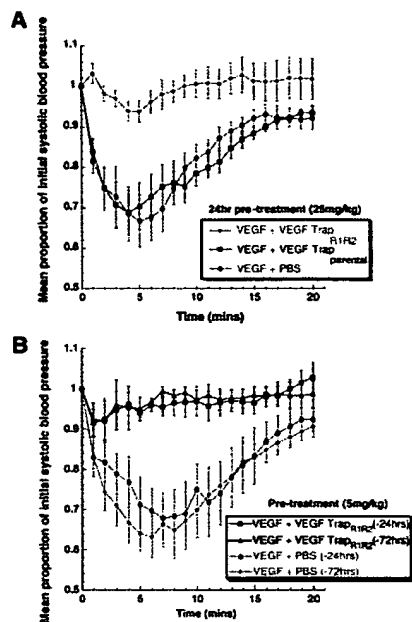 A
Mean proportion of initial systolic blood pressure
1.1
1
0.9
0.8
0.7
0.6
0.5
0 5 10 15 20
Time (mins)
24hr pre-treatment (25mg/kg)
VEGF + VEGF Trap R1R2
VEGF + VEGF Trap parental
VEGF + PBS
B
Mean proportion of initial systolic blood pressure
1.1
1
0.9
0.8
0.7
0.6
0.5
0 5 10 15 20
Time (mins)
Pre-treatment (5mg/kg)
VEGF + VEGF TrapR1R2(-24hrs)
VEGF + VEGF TrapR1R2(-72hrs)
VEGF + PBS (-24hrs)
VEGF + PBS (-72hrs)